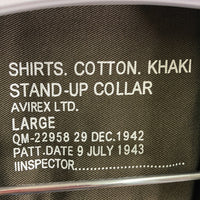 SHIRTS. COTTON. KHAKI
STAND-UP COLLAR
AVIREX LTD.
LARGE
QM-22958 29 DEC.1942
PATT.DATE 9 JULY 1943
IINSPECTOR